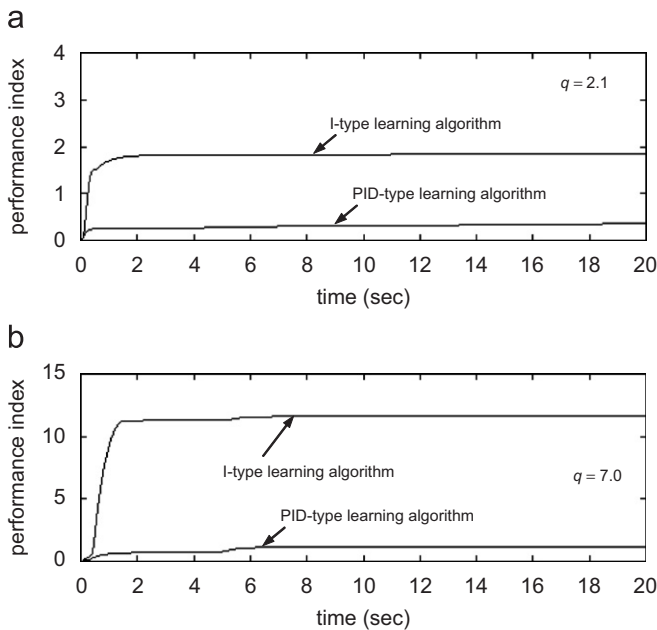 a
performance index
4
3
2
1
0
q = 2.1
I-type learning algorithm
PID-type learning algorithm
0 2 4 6 8 10 12 14 16 18 20
time (sec)
b
performance index
15
10
5
0
I-type learning algorithm
q = 7.0
PID-type learning algorithm
0 2 4 6 8 10 12 14 16 18 20
time (sec)